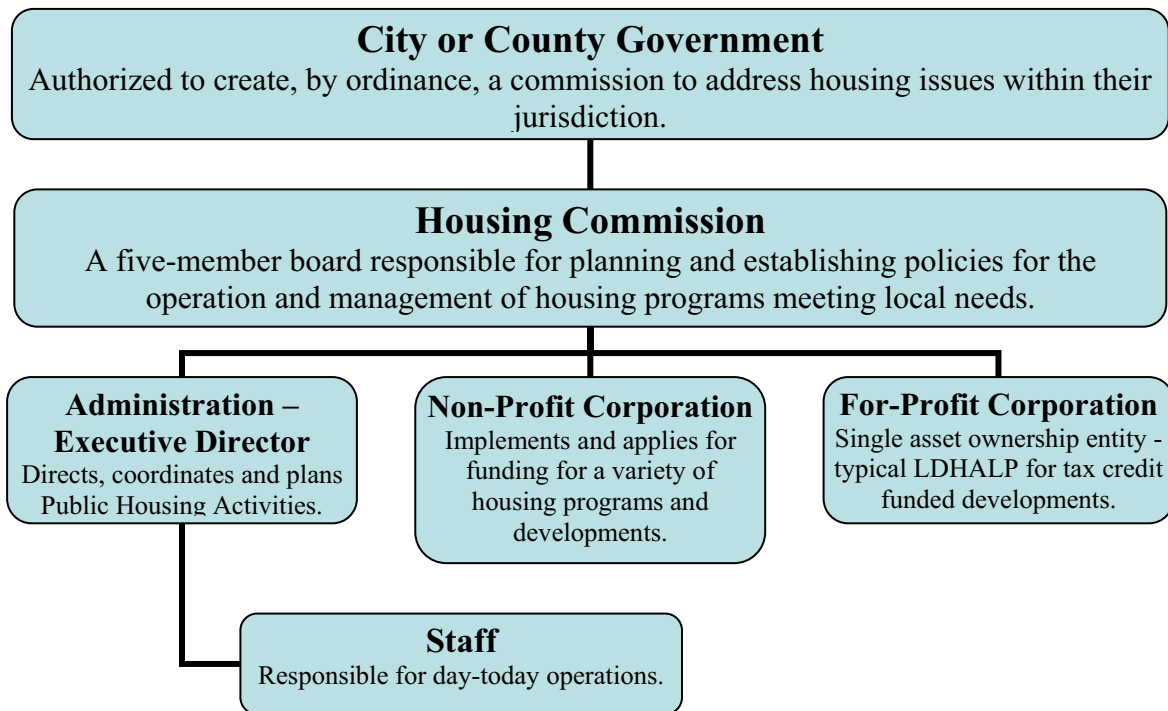 City or County Government
Authorized to create, by ordinance, a commission to address housing issues within their
jurisdiction.
Housing Commission
A five-member board responsible for planning and establishing policies for the
operation and management of housing programs meeting local needs.
Administration –
Executive Director
Directs, coordinates and plans
Public Housing Activities.
Non-Profit Corporation
Implements and applies for
funding for a variety of
housing programs and
developments.
For-Profit Corporation
Single asset ownership entity -
typical LDHALP for tax credit
funded developments.
Staff
Responsible for day-today operations.